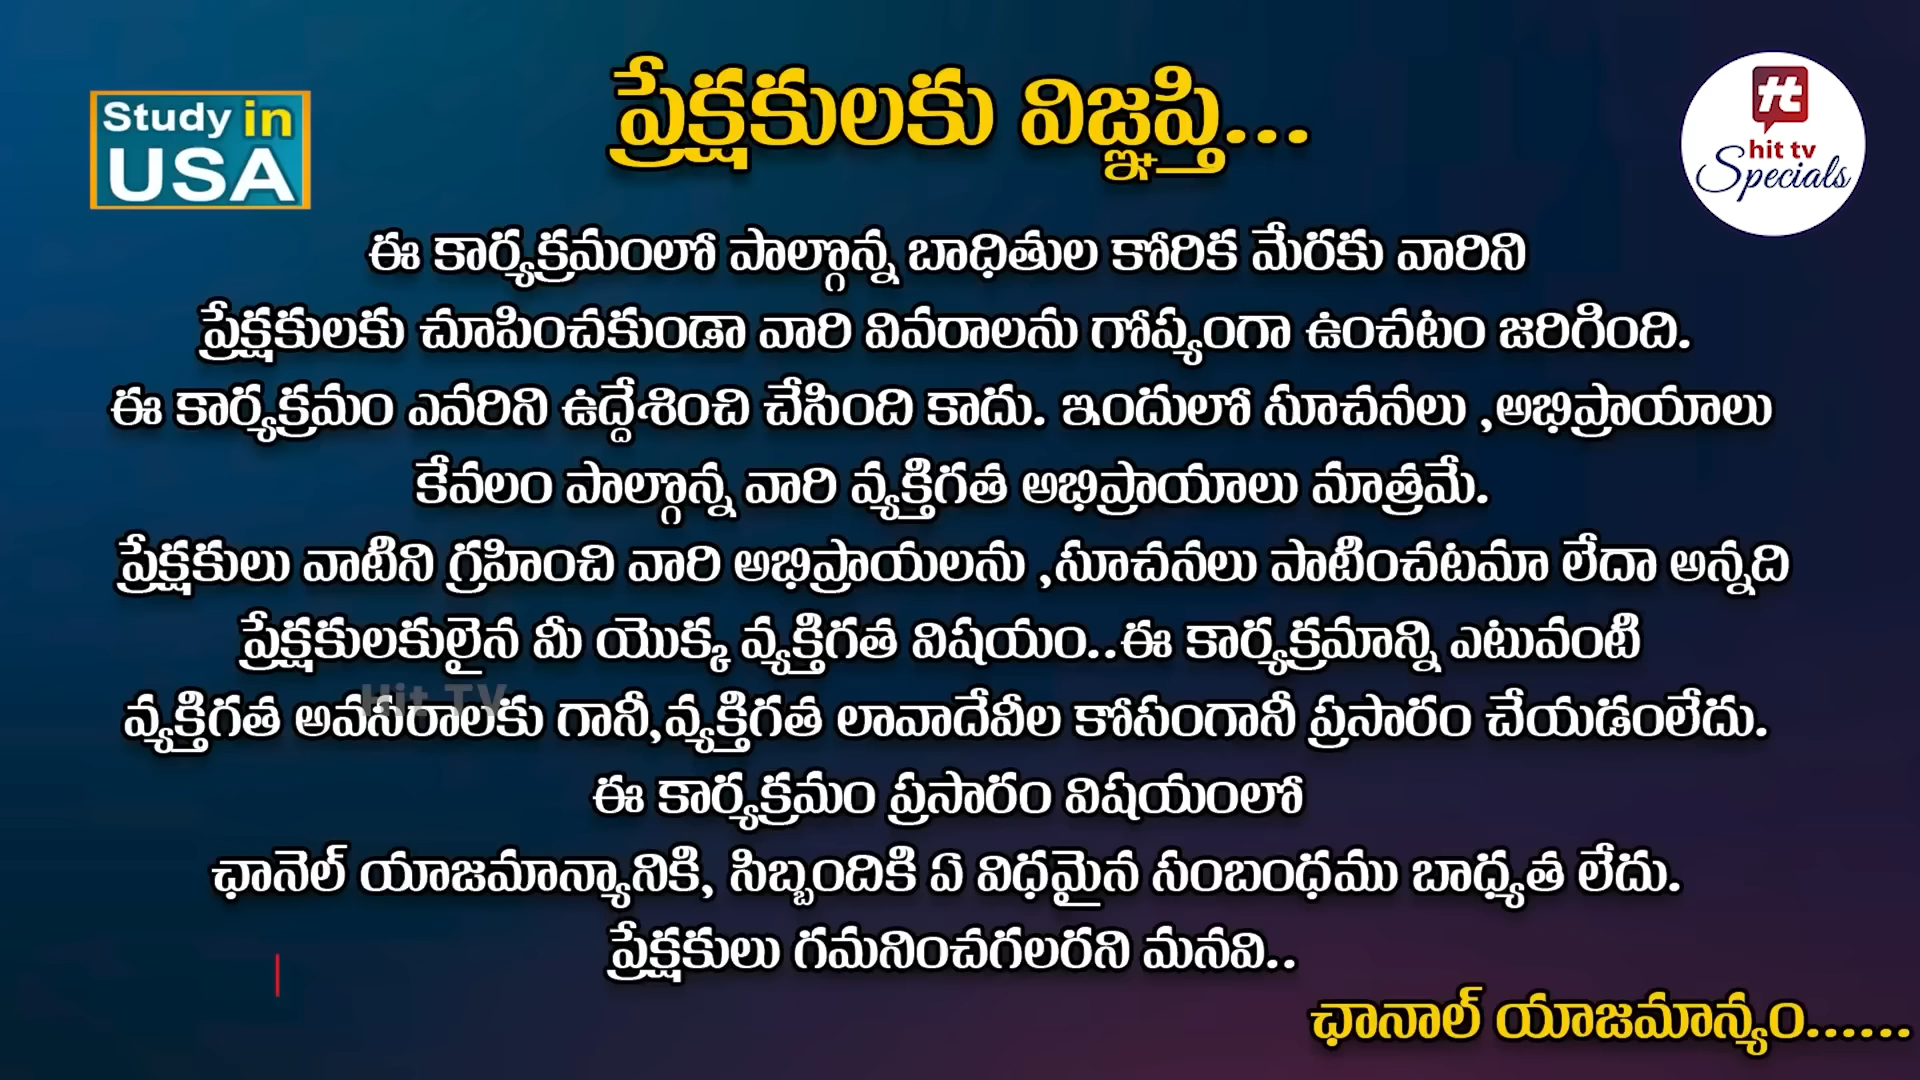 Study in
USA
ప్రేక్షకులకు విజ్ఞప్తి...
hit tv
Specials
ఈ కార్యక్రమంలో పాల్గొన్న బాధితుల కోరిక మేరకు వారిని
ప్రేక్షకులకు చూపించకుండా వారి వివరాలను గోప్యంగా ఉంచటం జరిగింది.
ఈ కార్యక్రమం ఎవరిని ఉద్దేశించి చేసింది కాదు. ఇందులో సూచనలు ,అభిప్రాయాలు
కేవలం పాల్గొన్న వారి వ్యక్తిగత అభిప్రాయాలు మాత్రమే.
ప్రేక్షకులు వాటిని గ్రహించి వారి అభిప్రాయలను ,సూచనలు పాటించటమా లేదా అన్నది
ప్రేక్షకులకులైన మీ యొక్క వ్యక్తిగత విషయం..ఈ కార్యక్రమాన్ని ఎటువంటి
Hit TV
వ్యక్తిగత అవసరాలకు గానీ,వ్యక్తిగత లావాదేవీల కోసంగానీ ప్రసారం చేయడంలేదు.
ఈ కార్యక్రమం ప్రసారం విషయంలో
ఛానెల్ యాజమాన్యానికి, సిబ్బందికి ఏ విధమైన సంబంధము బాధ్యత లేదు.
ప్రేక్షకులు గమనించగలరని మనవి..
ఛానాల్ యాజమాన్యం......